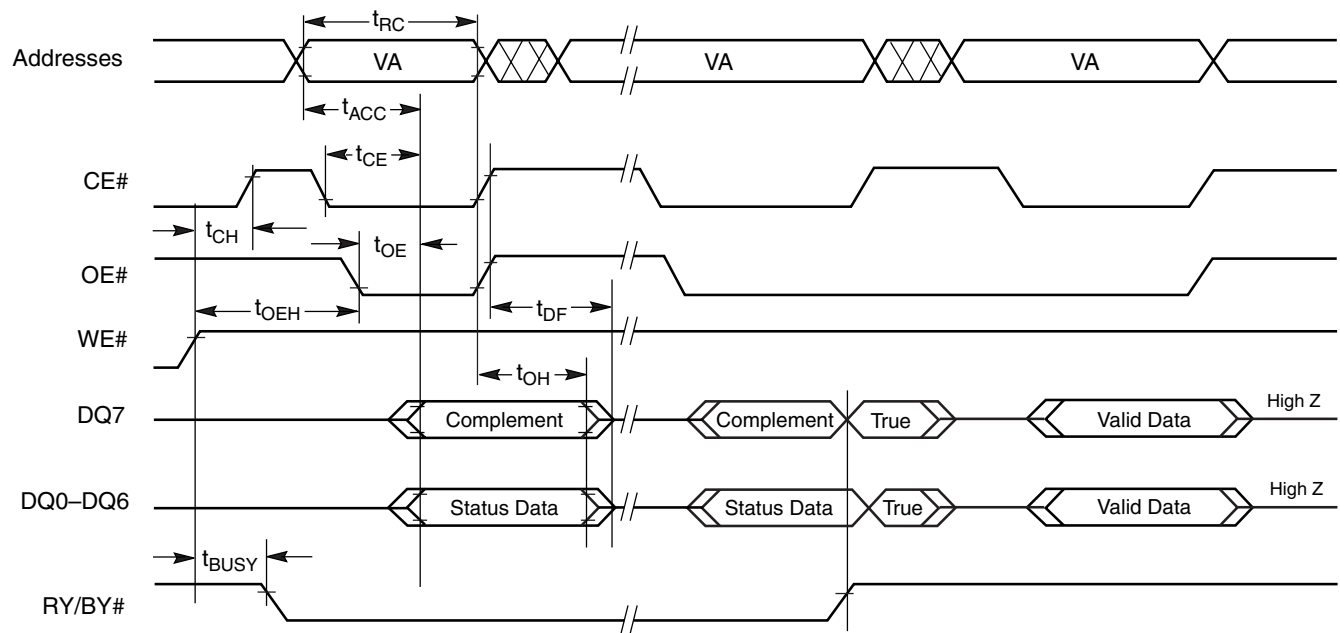 tRC
Addresses VA VA VA
tACC
tCE
CE#
tCH tOE
OE#
tOEH tDF
WE#
tOH
DQ7 Complement Complement True Valid Data High Z
DQ0–DQ6 Status Data Status Data True Valid Data High Z
tBUSY
RY/BY#